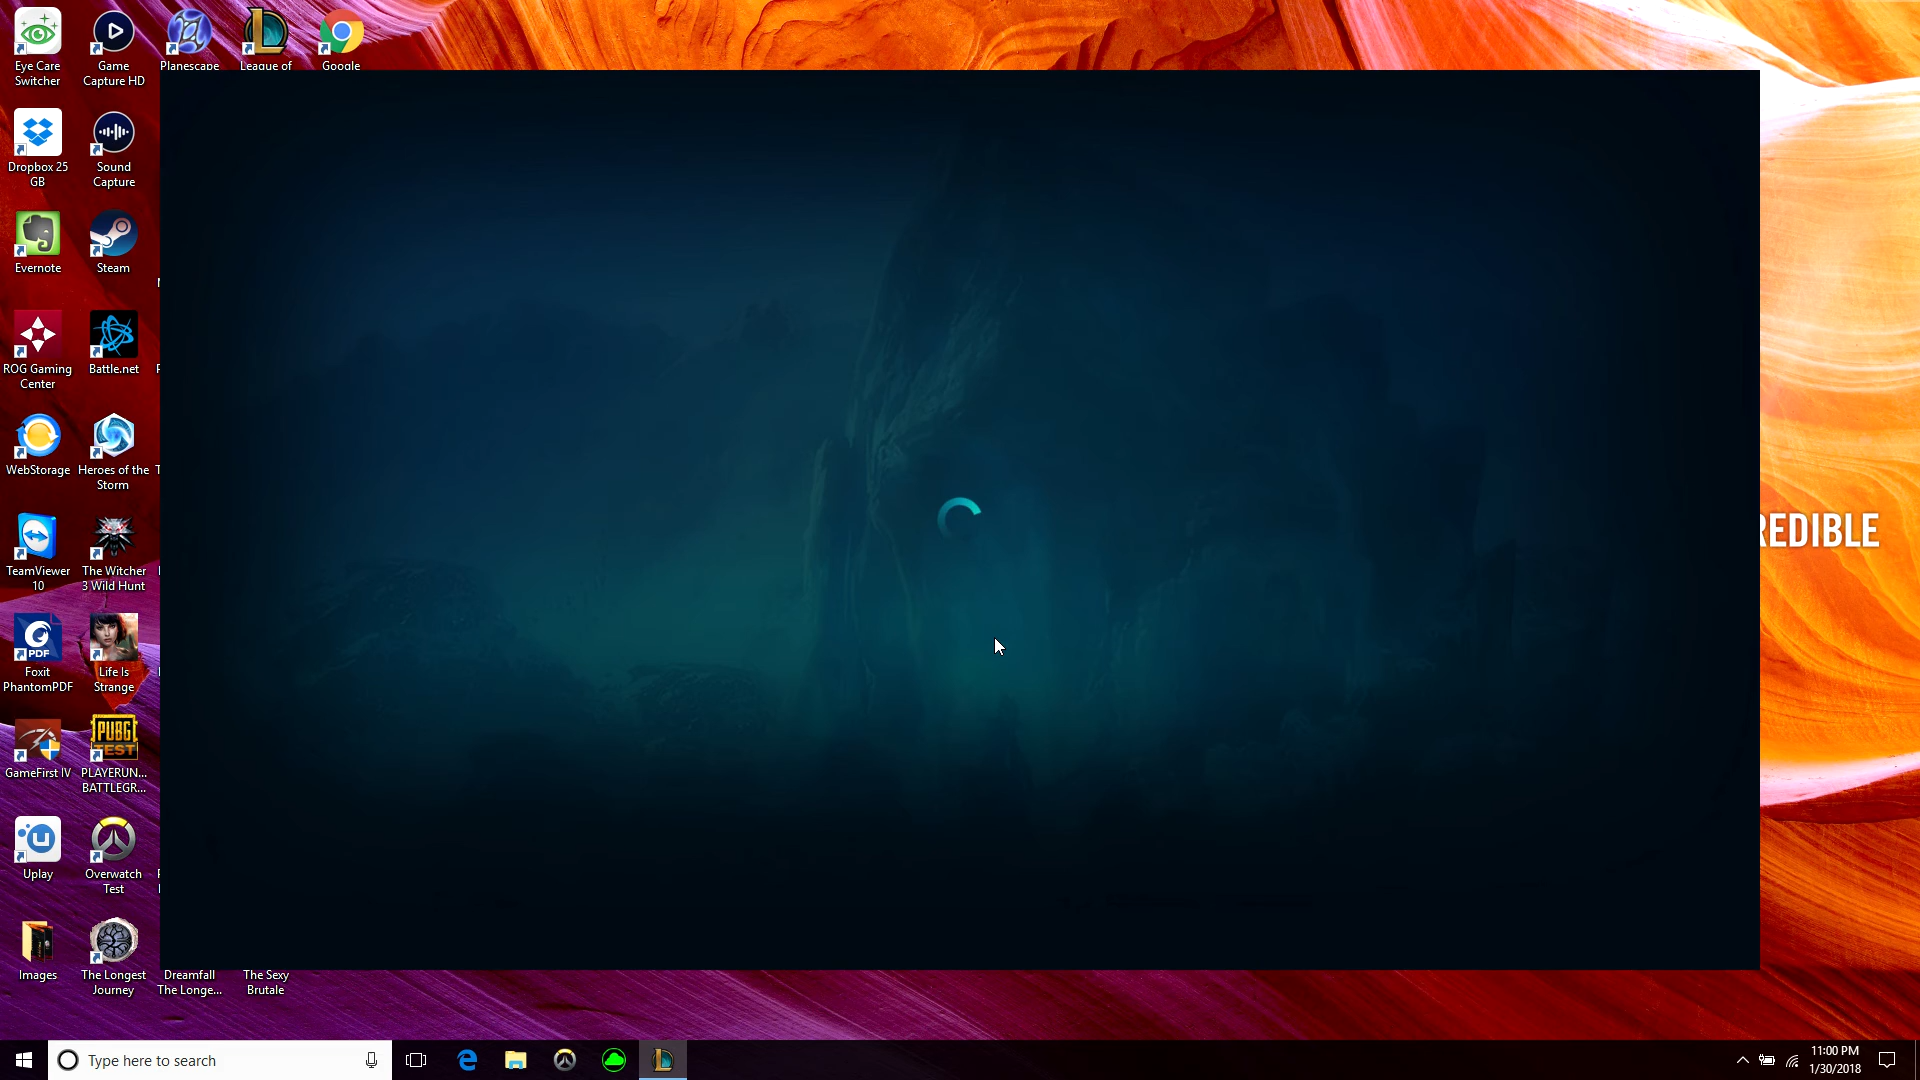 Eye Care
Switcher
Game
Capture HD
Planescape
League of
Google
Dropbox 25
GB
Sound
Capture
Evernote
Steam
ROG Gaming
Center
Battle.net
WebStorage
Heroes of the
Storm
REDIBLE
TeamViewer
10
The Witcher
3 Wild Hunt
PDF
Foxit
PhantomPDF
Life Is
Strange
PUBG
TEST
GameFirst IV
PLAYERUN...
BATTLEGR...
Uplay
Overwatch
Test
Images
The Longest
Journey
Dreamfall
The Longe...
The Sexy
Brutale
Type here to search
11:00 PM
1/30/2018